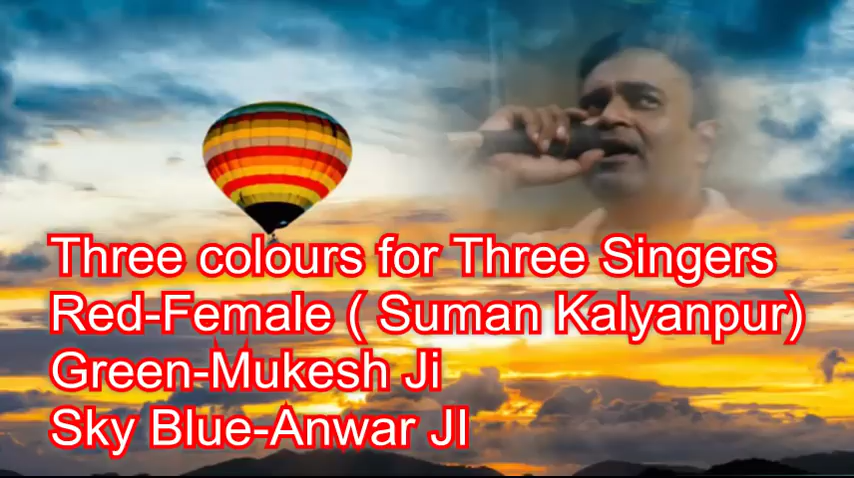 Three colours for Three Singers
Red-Female ( Suman Kalyanpur)
Green-Mukesh Ji
Sky Blue-Anwar JI